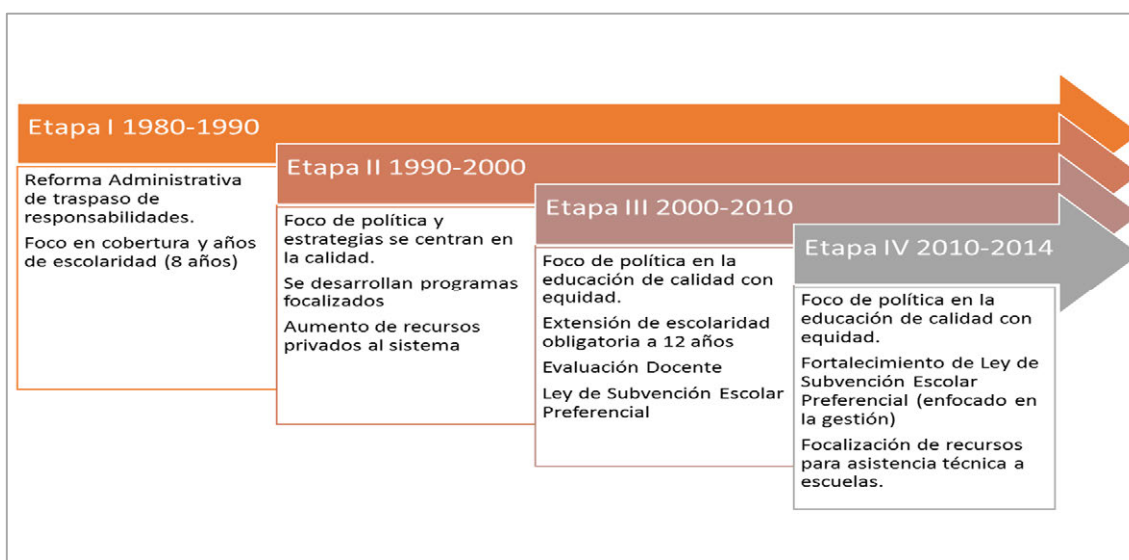 Etapa I 1980-1990
Reforma Administrativa
de traspaso de
responsabilidades.
Foco en cobertura y años
de escolaridad (8 años)
Etapa II 1990-2000
Foco de política y
estrategias se centran en
la calidad.
Se desarrollan programas
focalizados
Aumento de recursos
privados al sistema
Etapa III 2000-2010
Foco de política en la
educación de calidad con
equidad.
Extensión de escolaridad
obligatoria a 12 años
Evaluación Docente
Ley de Subvención Escolar
Preferencial
Etapa IV 2010-2014
Foco de política en la
educación de calidad con
equidad.
Fortalecimiento de Ley de
Subvención Escolar
Preferencial (enfocado en
la gestión)
Focalización de recursos
para asistencia técnica a
escuelas.